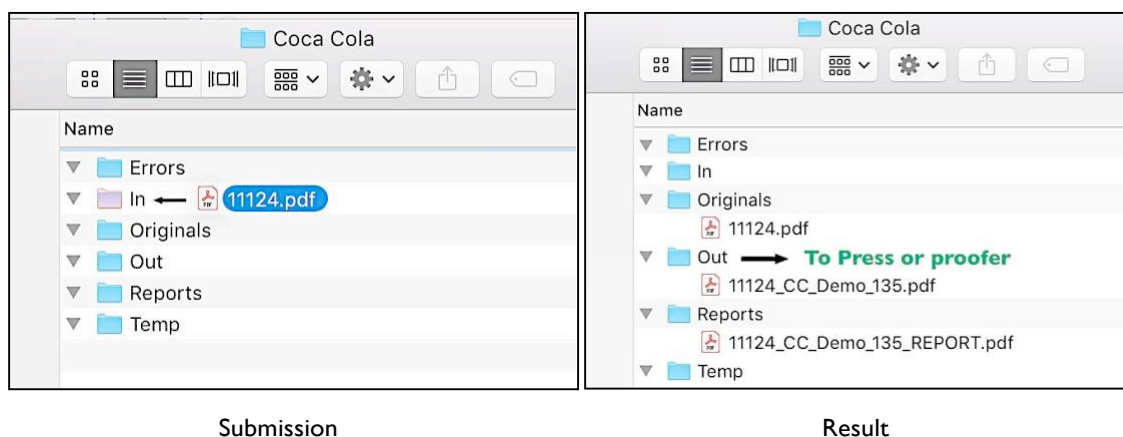 Coca Cola
Name
Errors
In ← 11124.pdf
Originals
Out
Reports
Temp
Submission
Coca Cola
Name
Errors
In
Originals
11124.pdf
Out → To Press or proofer
11124_CC_Demo_135.pdf
Reports
11124_CC_Demo_135_REPORT.pdf
Temp
Result